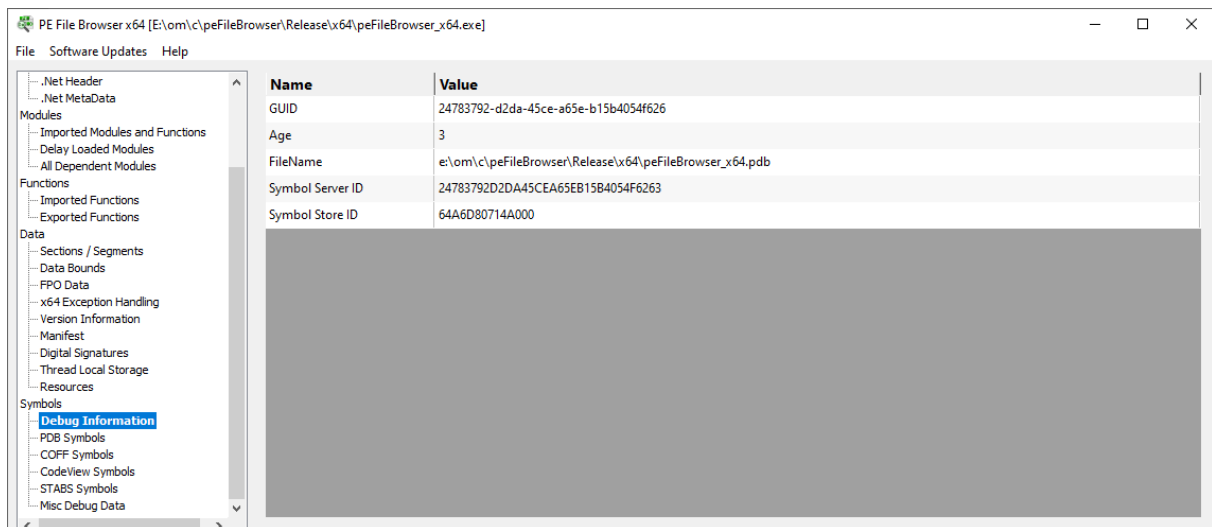 PE File Browser x64 [E:\om\c\peFileBrowser\Release\x64\peFileBrowser_x64.exe]
File Software Updates Help
.Net Header
.Net MetaData
Modules
Imported Modules and Functions
Delay Loaded Modules
All Dependent Modules
Functions
Imported Functions
Exported Functions
Data
Sections / Segments
Data Bounds
FPO Data
x64 Exception Handling
Version Information
Manifest
Digital Signatures
Thread Local Storage
Resources
Symbols
Debug Information
PDB Symbols
COFF Symbols
CodeView Symbols
STABS Symbols
Misc Debug Data
Name Value
GUID 24783792-d2da-45ce-a65e-b15b4054f626
Age 3
FileName e:\om\c\peFileBrowser\Release\x64\peFileBrowser_x64.pdb
Symbol Server ID 24783792D2DA45CEA65EB15B4054F6263
Symbol Store ID 64A6D80714A000